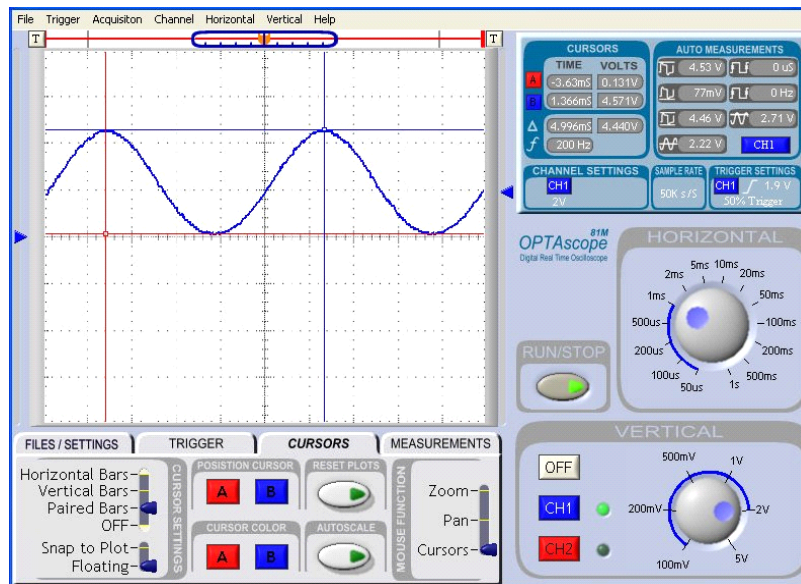 File Trigger Acquisiton Channel Horizontal Vertical Help
T T
CURSORS
TIME VOLTS
A -3.63mS 0.131V
B 1.366mS 4.571V
Δ 4.996mS 4.440V
f 200 Hz
AUTO MEASUREMENTS
4.53 V 0 uS
77mV 0 Hz
4.46 V 2.71 V
2.22 V CH1
CHANNEL SETTINGS
CH1
2V
SAMPLE RATE
50K s/S
TRIGGER SETTINGS
CH1 1.9 V
50% Trigger
81M
OPTAscope
Digital Real Time Oscilloscope
RUN/STOP
HORIZONTAL
50us
100us
200us
500us
1ms
2ms
5ms
10ms
20ms
50ms
100ms
200ms
500ms
1s
FILES / SETTINGS TRIGGER CURSORS MEASUREMENTS
Horizontal Bars
Vertical Bars
Paired Bars
OFF
Snap to Plot
Floating
CURSOR SETTINGS
POSISTION CURSOR
A B
CURSOR COLOR
A B
RESET PLOTS
AUTOSCALE
MOUSE FUNCTION
Zoom
Pan
Cursors
VERTICAL
OFF
CH1
CH2
100mV
200mV
500mV
1V
2V
5V